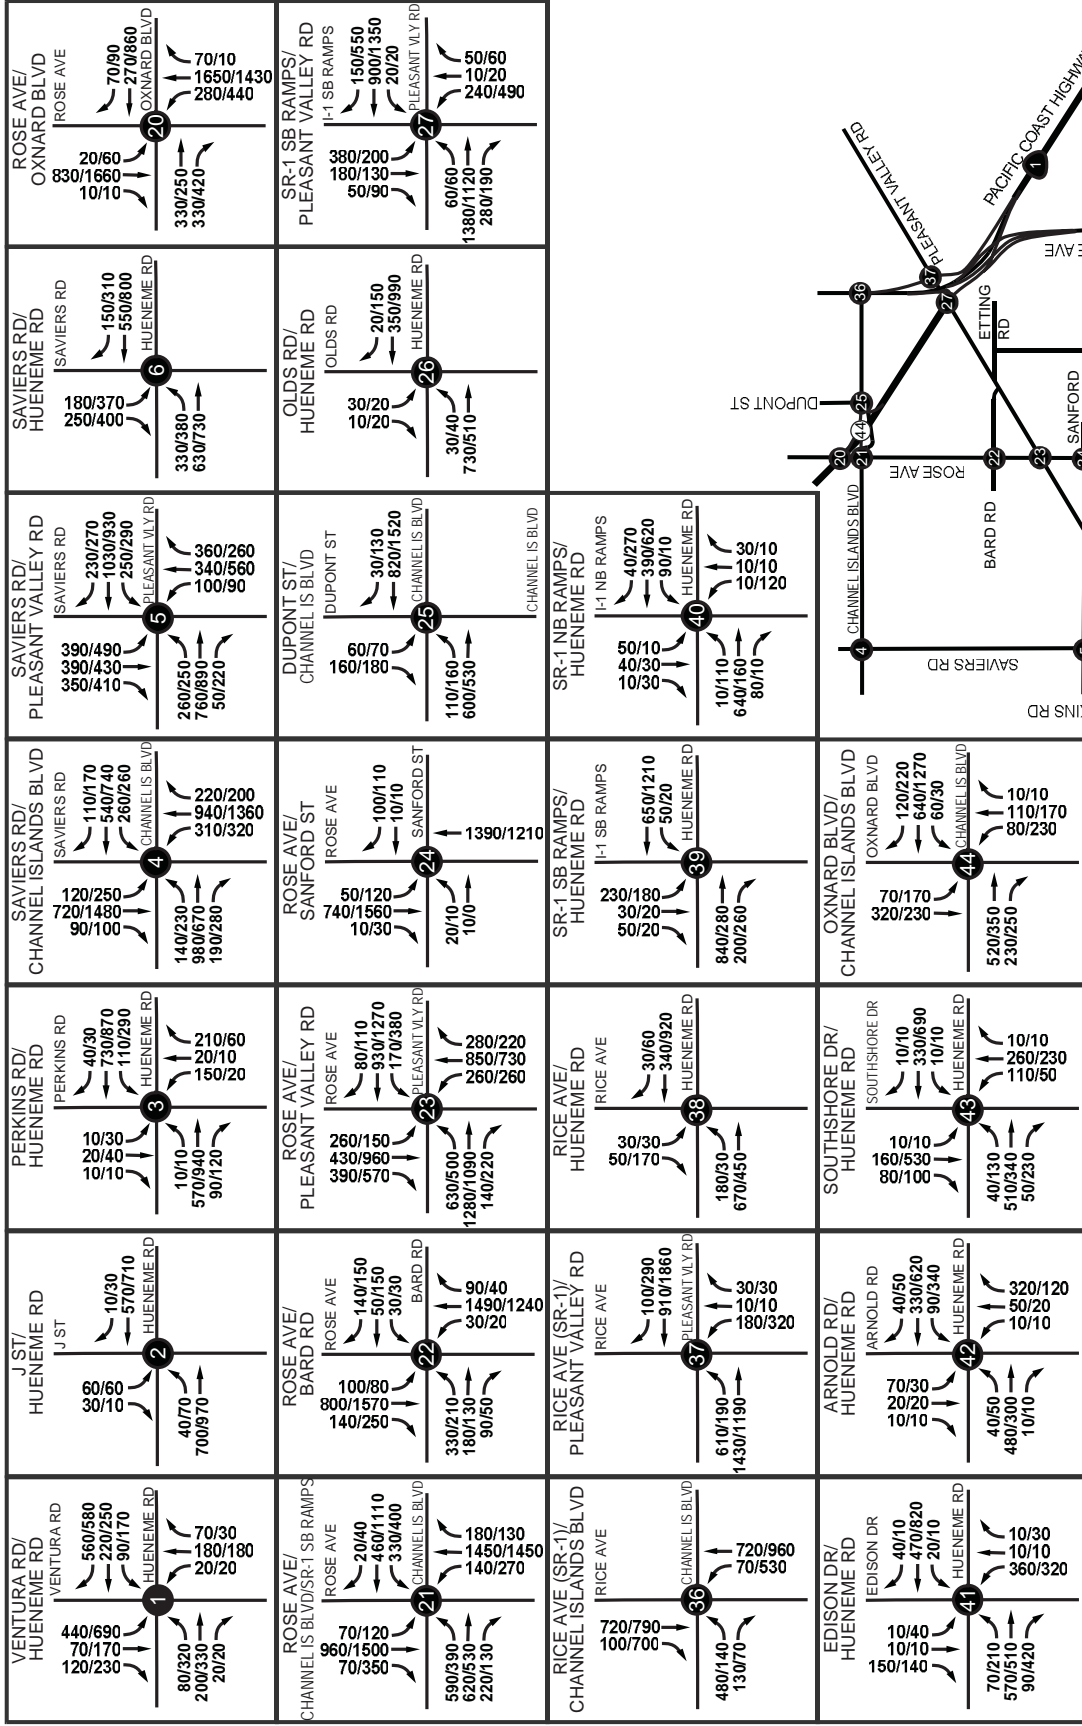 ROSE AVE/
OXNARD BLVD
ROSE AVE
70/90
270/860
OXNARD BLVD
70/10
1650/1430
280/440
20
20/60
830/1660
10/10
330/250
330/420
SR-1 SB RAMPS/
PLEASANT VALLEY RD
I-1 SB RAMPS
150/550
900/1350
20/20
PLEASANT VLY RD
50/60
10/20
240/490
27
380/200
180/130
50/90
60/60
1380/1120
280/190
SAVIERS RD/
HUENEME RD
SAVIERS RD
150/310
550/800
HUENEME RD
6
180/370
250/400
330/380
630/730
OLDS RD/
HUENEME RD
OLDS RD
20/150
350/990
HUENEME RD
26
30/20
10/20
30/40
730/510
SAVIERS RD/
PLEASANT VALLEY RD
SAVIERS RD
230/270
1030/930
250/290
PLEASANT VLY RD
360/260
340/560
100/90
5
390/490
390/430
350/410
260/250
760/890
50/220
DUPONT ST/
CHANNEL IS BLVD
DUPONT ST
30/130
820/1520
CHANNEL IS BLVD
25
60/70
160/180
110/160
600/530
CHANNEL IS BLVD
SR-1 NB RAMPS/
HUENEME RD
I-1 NB RAMPS
40/270
390/620
90/10
HUENEME RD
30/10
10/10
10/120
40
50/10
40/30
10/30
10/110
640/160
80/10
SAVIERS RD/
CHANNEL ISLANDS BLVD
SAVIERS RD
110/170
540/740
260/260
CHANNEL IS BLVD
220/200
940/1360
310/320
4
120/250
720/1480
90/100
140/230
980/670
190/280
ROSE AVE/
SANFORD ST
ROSE AVE
100/110
10/10
SANFORD ST
1390/1210
24
50/120
740/1560
10/30
20/10
10/0
SR-1 SB RAMPS/
HUENEME RD
I-1 SB RAMPS
650/1210
50/20
HUENEME RD
39
230/180
30/20
50/20
840/280
200/260
OXNARD BLVD/
CHANNEL ISLANDS BLVD
OXNARD BLVD
120/220
640/1270
60/30
CHANNEL IS BLVD
10/10
110/170
80/230
44
70/170
320/230
520/350
230/250
PERKINS RD/
HUENEME RD
PERKINS RD
40/30
730/870
110/290
HUENEME RD
210/60
20/10
150/20
3
10/30
20/40
10/10
10/10
570/940
90/120
ROSE AVE/
PLEASANT VALLEY RD
ROSE AVE
80/110
930/1270
170/380
PLEASANT VLY RD
280/220
850/730
260/260
23
260/150
430/960
390/570
630/500
1280/1090
140/220
RICE AVE/
HUENEME RD
RICE AVE
30/60
340/920
HUENEME RD
38
30/30
50/170
180/30
670/450
SOUTHSHORE DR/
HUENEME RD
SOUTHSHORE DR
10/10
330/690
10/10
HUENEME RD
10/10
260/230
110/50
43
10/10
160/530
80/100
40/130
510/340
50/230
J ST/
HUENEME RD
J ST
10/30
570/710
HUENEME RD
2
60/60
30/10
40/70
700/970
ROSE AVE/
BARD RD
ROSE AVE
140/150
50/150
30/30
BARD RD
90/40
1490/1240
30/20
22
100/80
800/1570
140/250
330/210
180/130
90/50
RICE AVE (SR-1)/
PLEASANT VALLEY RD
RICE AVE
100/290
910/1860
PLEASANT VLY RD
30/30
10/10
180/320
37
610/190
1430/1190
ARNOLD RD/
HUENEME RD
ARNOLD RD
40/50
330/620
90/340
HUENEME RD
320/120
50/20
10/10
42
70/30
20/20
10/10
40/50
480/300
10/10
VENTURA RD/
HUENEME RD
VENTURA RD
560/580
220/250
90/170
HUENEME RD
70/30
180/180
20/20
1
440/690
70/170
120/230
80/320
200/330
20/20
ROSE AVE/
CHANNEL IS BLVD/SR-1 SB RAMPS
ROSE AVE
20/40
460/1110
330/400
CHANNEL IS BLVD
180/130
1450/1450
140/270
21
70/120
960/1500
70/350
590/390
620/530
220/130
RICE AVE (SR-1)/
CHANNEL ISLANDS BLVD
RICE AVE
CHANNEL IS BLVD
720/960
70/530
36
720/790
100/700
480/140
130/70
EDISON DR/
HUENEME RD
EDISON DR
40/10
470/820
20/10
HUENEME RD
10/30
10/10
360/320
41
10/40
10/10
150/140
70/210
570/510
90/420
PLEASANT VALLEY RD
PACIFIC COAST HIGHW
1
E AVE
36
37
27
ETTING
RD
DUPONT ST
25
44
20
21
ROSE AVE
22
23
SANFORD
BARD RD
CHANNEL ISLANDS BLVD
4
SAVIERS RD
KINS RD